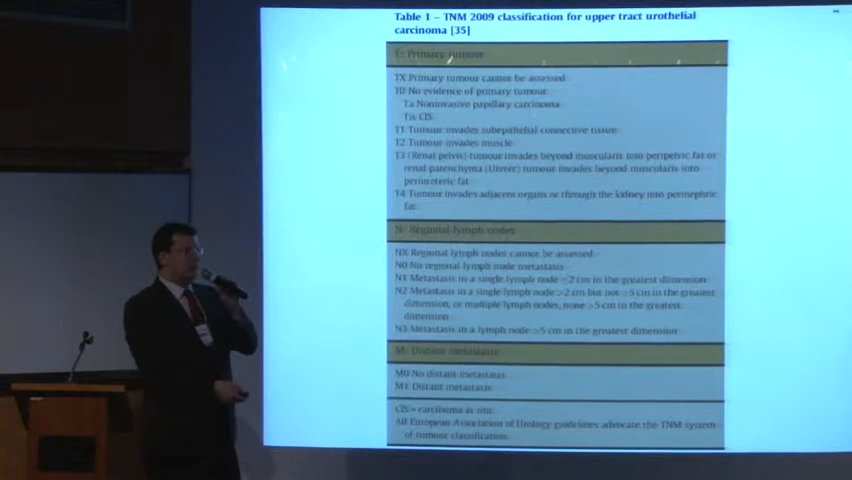 Table 1 – TNM 2009 classification for upper tract urothelial
carcinoma [35]
T: Primary tumour
TX Primary tumour cannot be assessed
T0 No evidence of primary tumour
Ta Noninvasive papillary carcinoma
Tis CIS
T1 Tumour invades subepithelial connective tissue
T2 Tumour invades muscle
T3 (Renal pelvis) tumour invades beyond muscularis into peripelvic fat or
renal parenchyma (Ureter) tumour invades beyond muscularis into
periureteric fat
T4 Tumour invades adjacent organs or through the kidney into perinephric
fat.
N: Regional lymph nodes
NX Regional lymph nodes cannot be assessed
N0 No regional lymph node metastasis
N1 Metastasis in a single lymph node ≤2 cm in the greatest dimension
N2 Metastasis in a single lymph node >2 cm but not >5 cm in the greatest
dimension, or multiple lymph nodes, none >5 cm in the greatest
dimension
N3 Metastasis in a lymph node >5 cm in the greatest dimension
M: Distant metastasis
M0 No distant metastasis
M1 Distant metastasis
CIS = carcinoma in situ.
All European Association of Urology guidelines advocate the TNM system
of tumour classification.